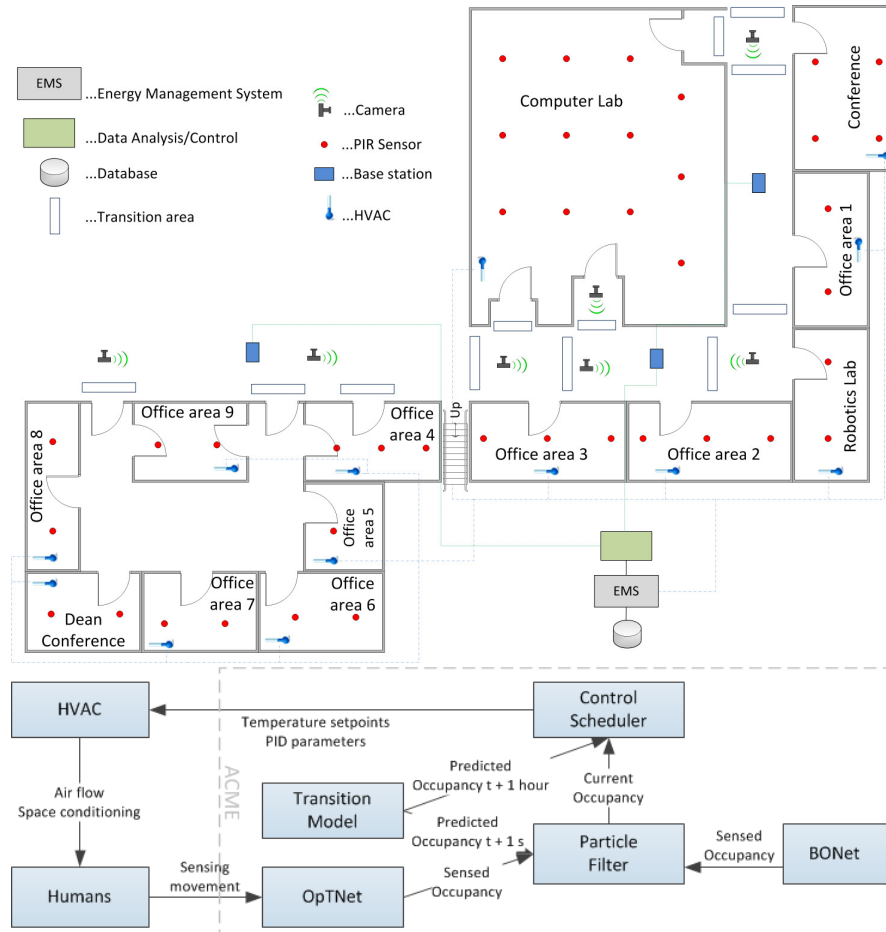 EMS
...Energy Management System
...Data Analysis/Control
...Database
...Transition area
...Camera
...PIR Sensor
...Base station
...HVAC
Computer Lab
Conference
Office area 1
Robotics Lab
Up
Office area 9
Office
area 4
Office area 8
Office area 3
Office area 2
Office
area 5
Office
area 7
Office
area 6
Dean
Conference
EMS
HVAC
Control
Scheduler
Temperature setpoints
PID parameters
ACME
Air flow
Space conditioning
Transition
Model
Predicted
Occupancy t + 1 hour
Current
Occupancy
Predicted
Occupancy t + 1 s
Particle
Filter
Sensed
Occupancy
BONet
Humans
Sensing
movement
OpTNet
Sensed
Occupancy